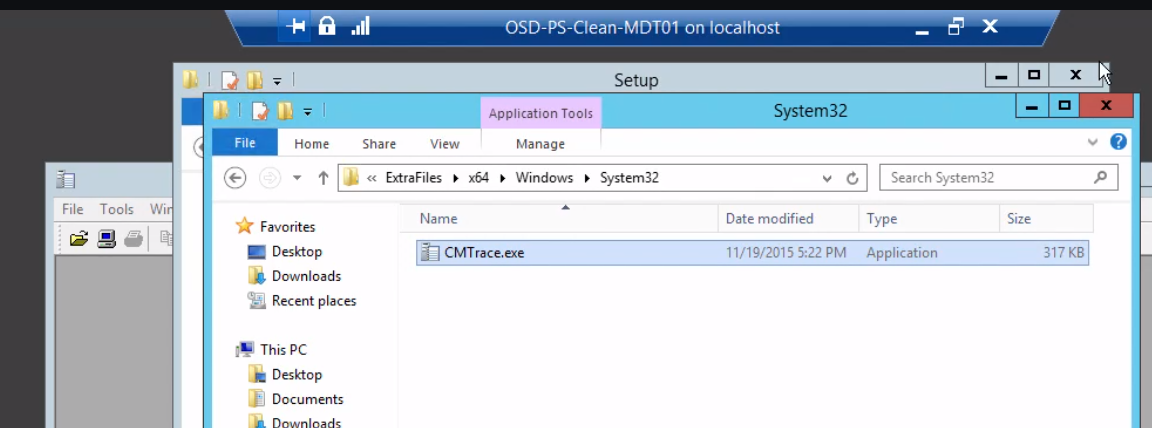 OSD-PS-Clean-MDT01 on localhost
Setup
Application Tools
System32
File Home Share View Manage
« ExtraFiles x64 Windows System32
Search System32
File Tools Win
Name Date modified Type Size
Favorites
CMTrace.exe 11/19/2015 5:22 PM Application 317 KB
Desktop
Downloads
Recent places
This PC
Desktop
Documents
Downloads